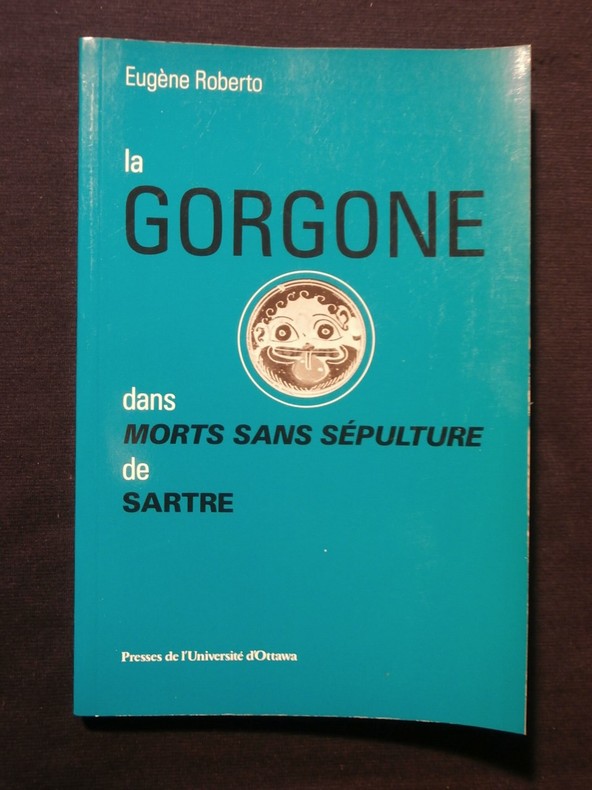 Eugène Roberto
la
GORGONE
dans
MORTS SANS SÉPULTURE
de
SARTRE
Presses de l'Université d'Ottawa